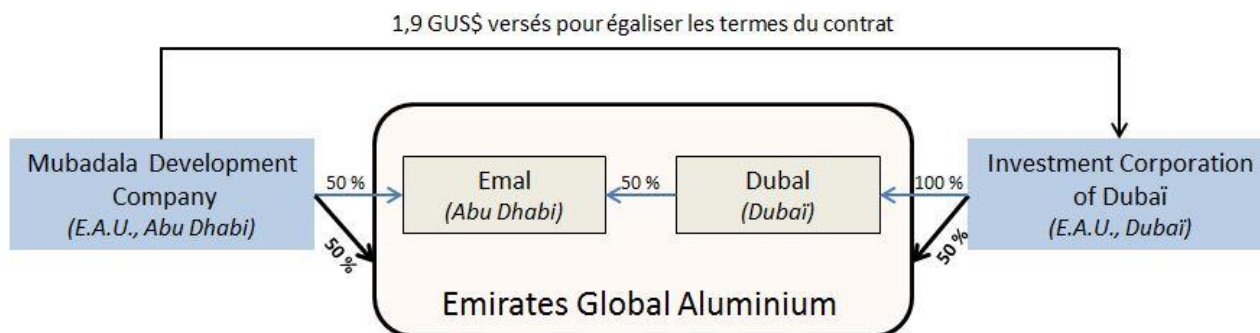 1,9 GUS$ versés pour égaliser les termes du contrat
Mubadala Development
Company
(E.A.U., Abu Dhabi)
50 %
50 %
Emal
(Abu Dhabi)
50 %
Dubal
(Dubaï)
100 %
50 %
Investment Corporation
of Dubaï
(E.A.U., Dubaï)
Emirates Global Aluminium